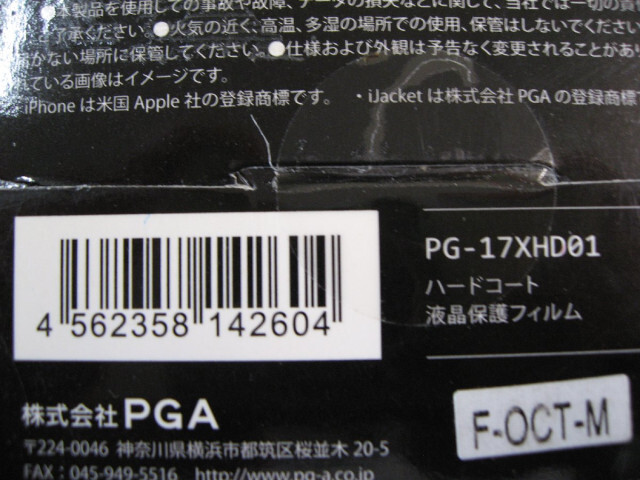 ●本製品を使用しての事故や故障、データの損失などに関して、当社では一切の責
ご了承ください。●火気の近く、高温、多湿の場所での使用、保管はしないでください
届かない場所に保管してください。●仕様および外観は予告なく変更されることがあ
ている画像はイメージです。
iPhone は米国 Apple 社の登録商標です。 ・iJacket は株式会社 PGA の登録商標
PG-17XHD01
ハードコート
液晶保護フィルム
4 562358 142604
株式会社PGA
〒224-0046 神奈川県横浜市都筑区桜並木 20-5
FAX：045-949-5516 http://www.pg-a.co.jp
F-OCT-M